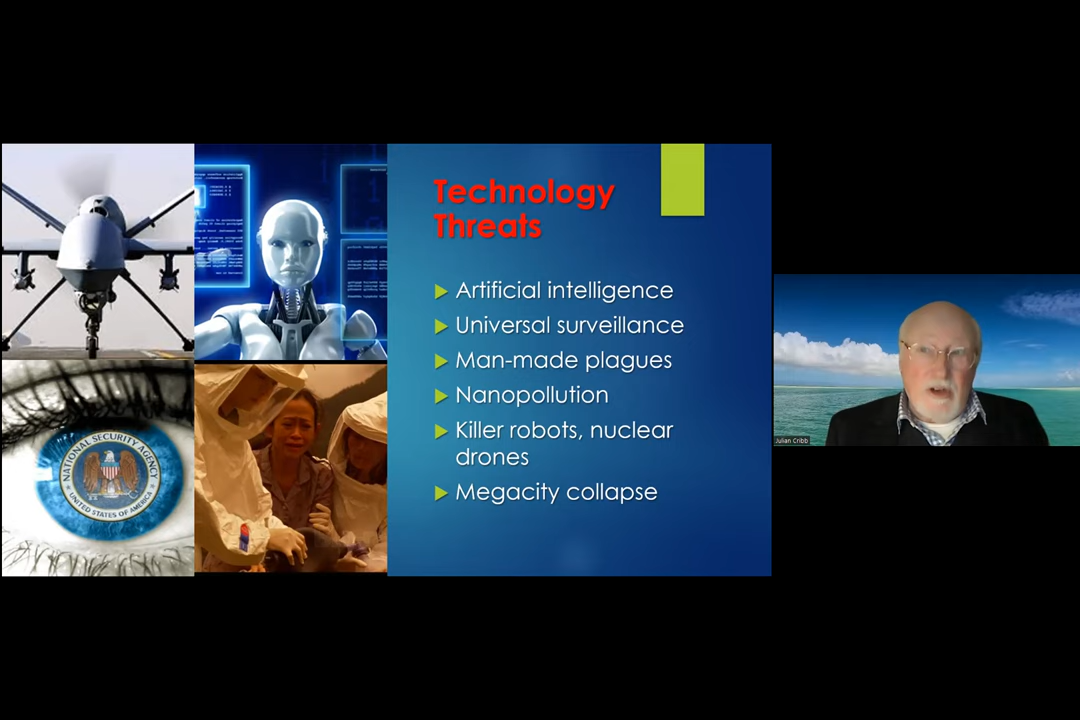 Technology
Threats
Artificial intelligence
Universal surveillance
Man-made plagues
Nanopollution
Killer robots, nuclear
drones
Megacity collapse
NATIONAL SECURITY AGENCY
UNITED STATES OF AMERICA
Julian Cribb